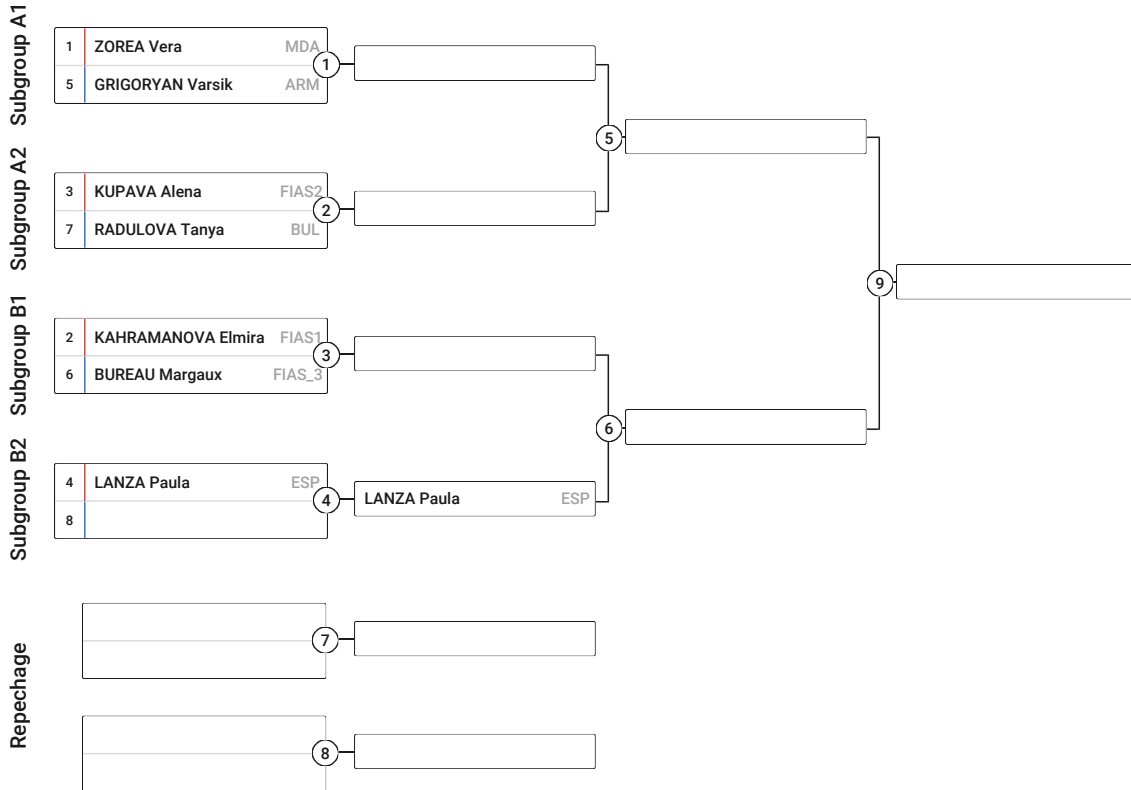 Subgroup A1
1 ZOREA Vera MDA
5 GRIGORYAN Varsik ARM
1
5
Subgroup A2
3 KUPAVA Alena FIAS2
7 RADULOVA Tanya BUL
2
9
Subgroup B1
2 KAHRAMANOVA Elmira FIAS1
6 BUREAU Margaux FIAS_3
3
6
Subgroup B2
4 LANZA Paula ESP
8
4
LANZA Paula ESP
Repechage
7
8